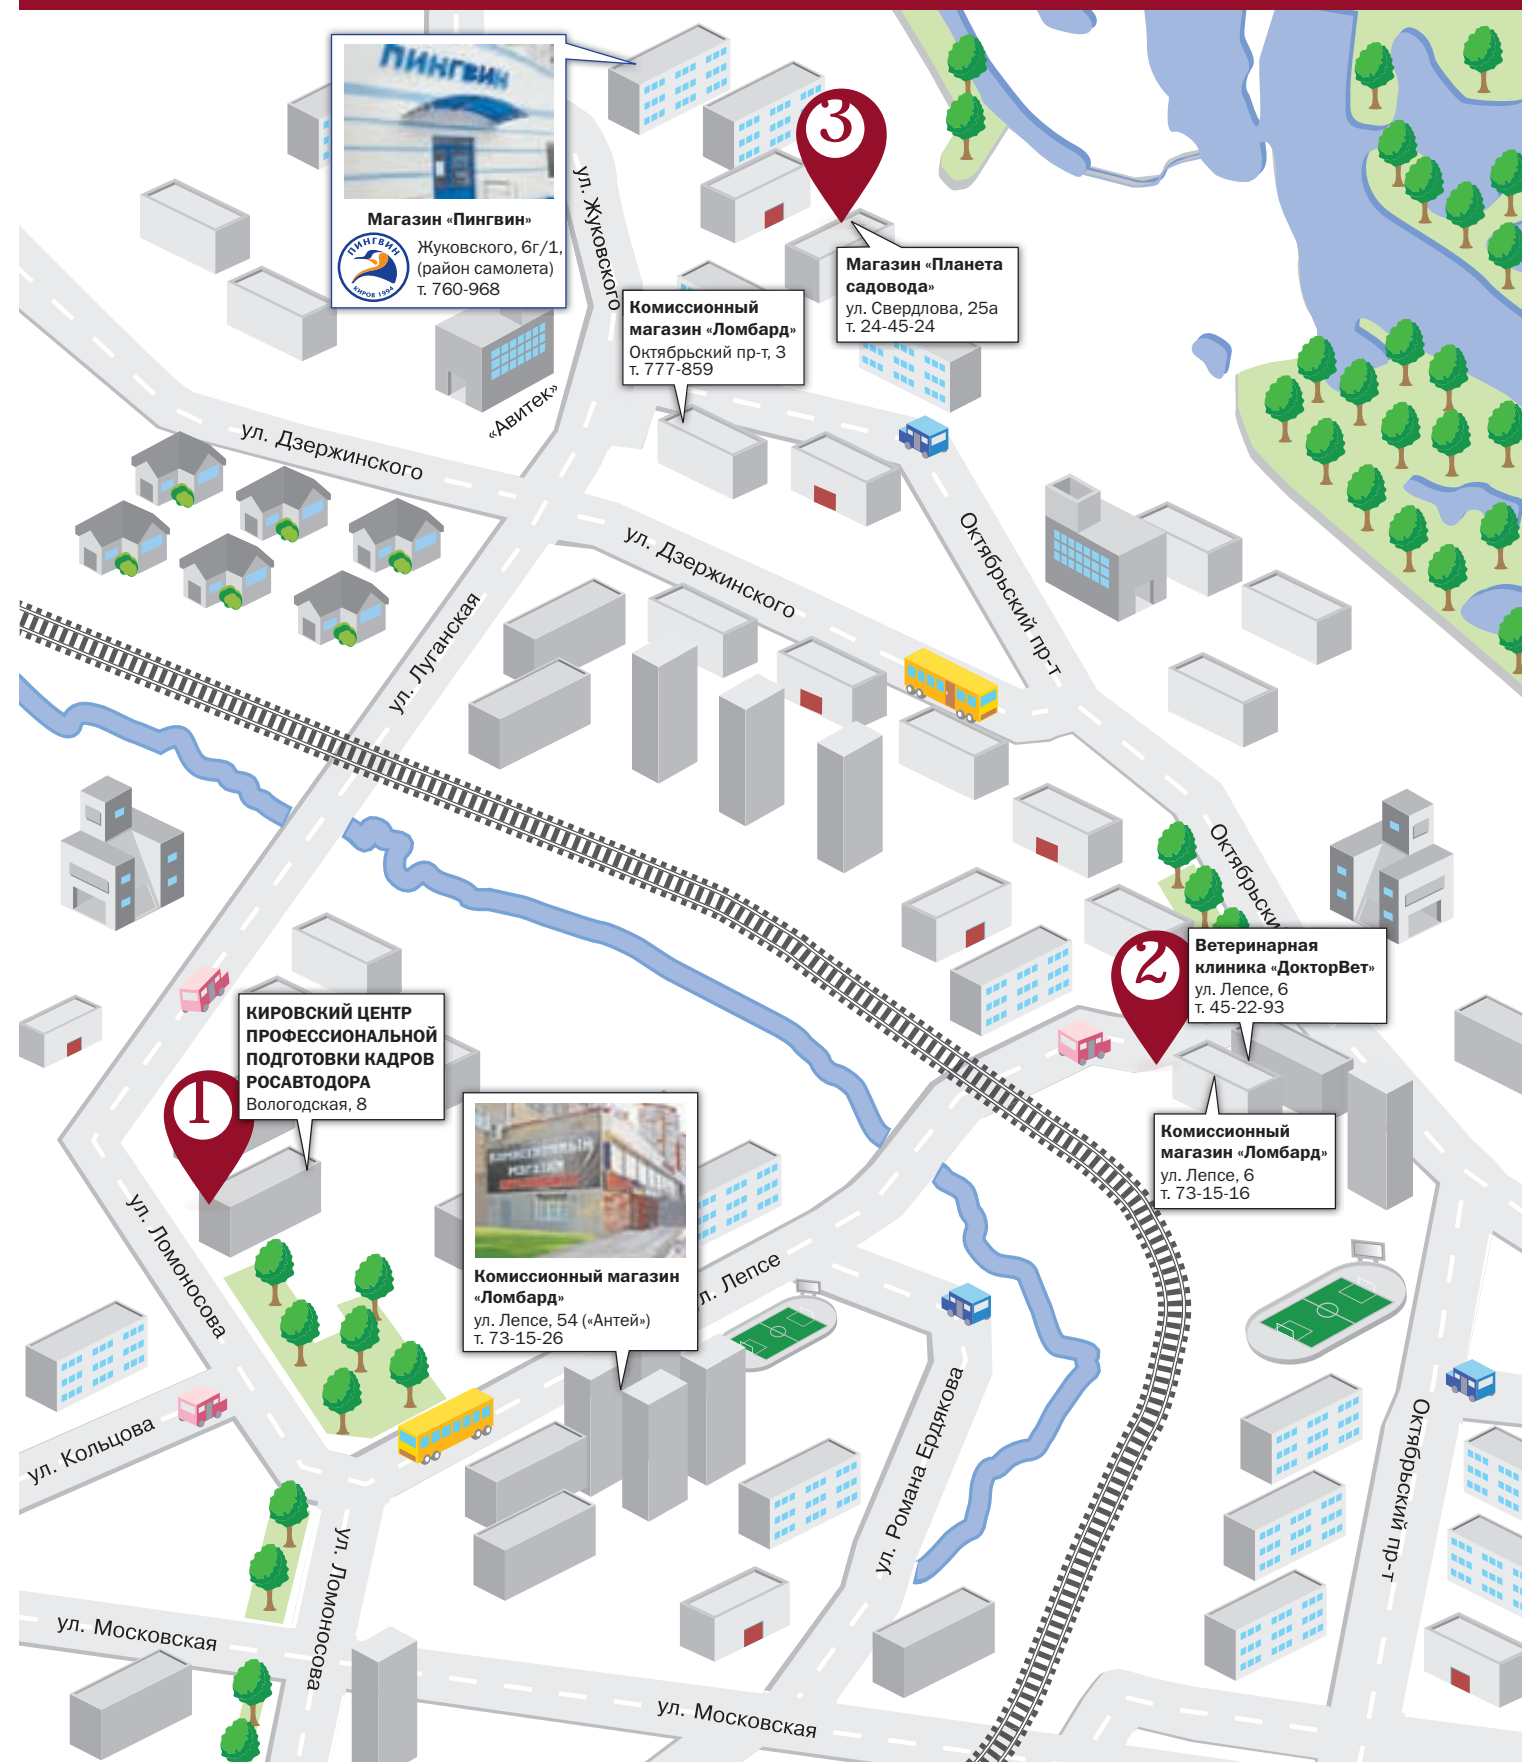 ПИНГВИН
Магазин «Пингвин»
ПИНГВИН
КИРОВ 1994
Жуковского, 6г/1,
(район самолета)
т. 760-968
ул. Жуковского
3
Магазин «Планета
садовода»
ул. Свердлова, 25а
т. 24-45-24
Комиссионный
магазин «Ломбард»
Октябрьский пр-т, 3
т. 777-859
«Авитек»
ул. Дзержинского
ул. Дзержинского
Октябрьский пр-т
ул. Луганская
Октябрьски
2
Ветеринарная
клиника «ДокторВет»
ул. Лепсе, 6
т. 45-22-93
КИРОВСКИЙ ЦЕНТР
ПРОФЕССИОНАЛЬНОЙ
ПОДГОТОВКИ КАДРОВ
РОСАВТОДОРА
Вологодская, 8
1
Комиссионный
магазин «Ломбард»
ул. Лепсе, 6
т. 73-15-16
КОМИССИОННЫЙ
МАГАЗИН
Комиссионный магазин
«Ломбард»
ул. Лепсе, 54 («Антей»)
т. 73-15-26
ул. Ломоносова
ул. Лепсе
ул. Кольцова
ул. Романа Ердякова
Октябрьский пр-т
ул. Ломоносова
ул. Московская
ул. Московская